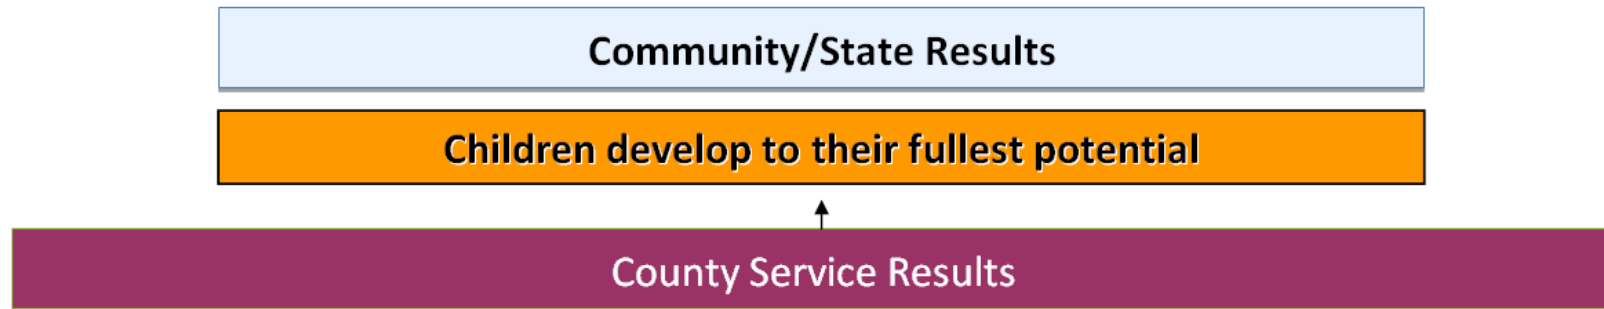 Community/State Results
Children develop to their fullest potential
County Service Results